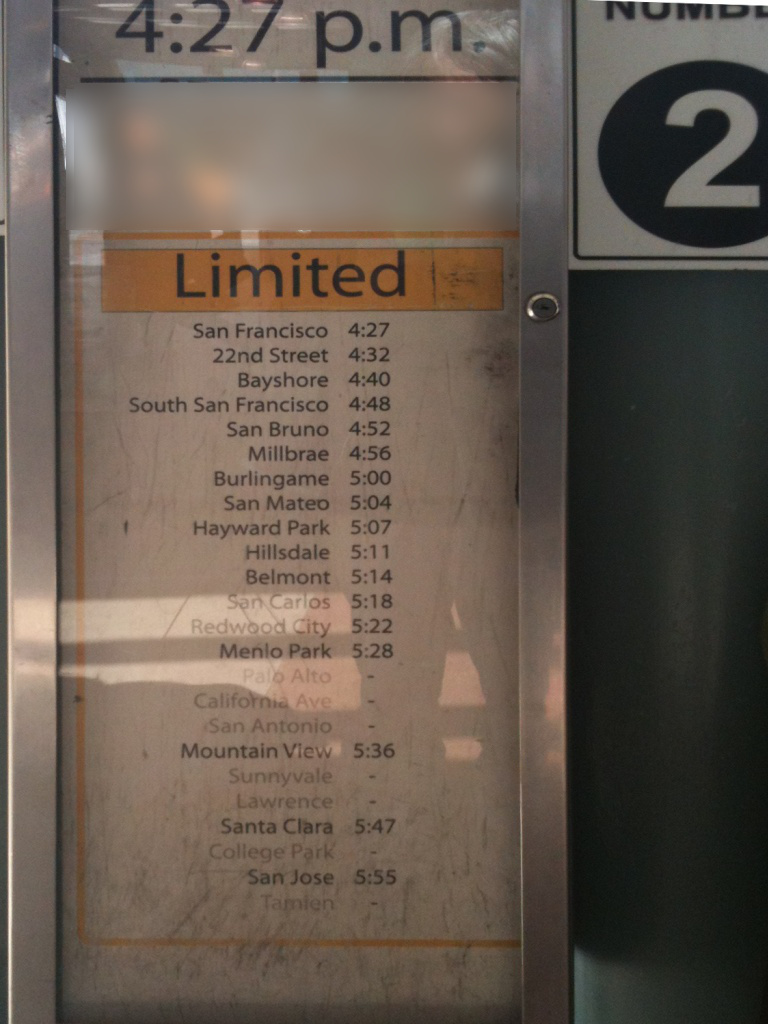 4:27 p.m.
NUMBE
2
Limited
San Francisco 4:27
22nd Street 4:32
Bayshore 4:40
South San Francisco 4:48
San Bruno 4:52
Millbrae 4:56
Burlingame 5:00
San Mateo 5:04
Hayward Park 5:07
Hillsdale 5:11
Belmont 5:14
San Carlos 5:18
Redwood City 5:22
Menlo Park 5:28
Palo Alto -
California Ave -
San Antonio -
Mountain View 5:36
Sunnyvale -
Lawrence -
Santa Clara 5:47
College Park -
San Jose 5:55
Tamien -